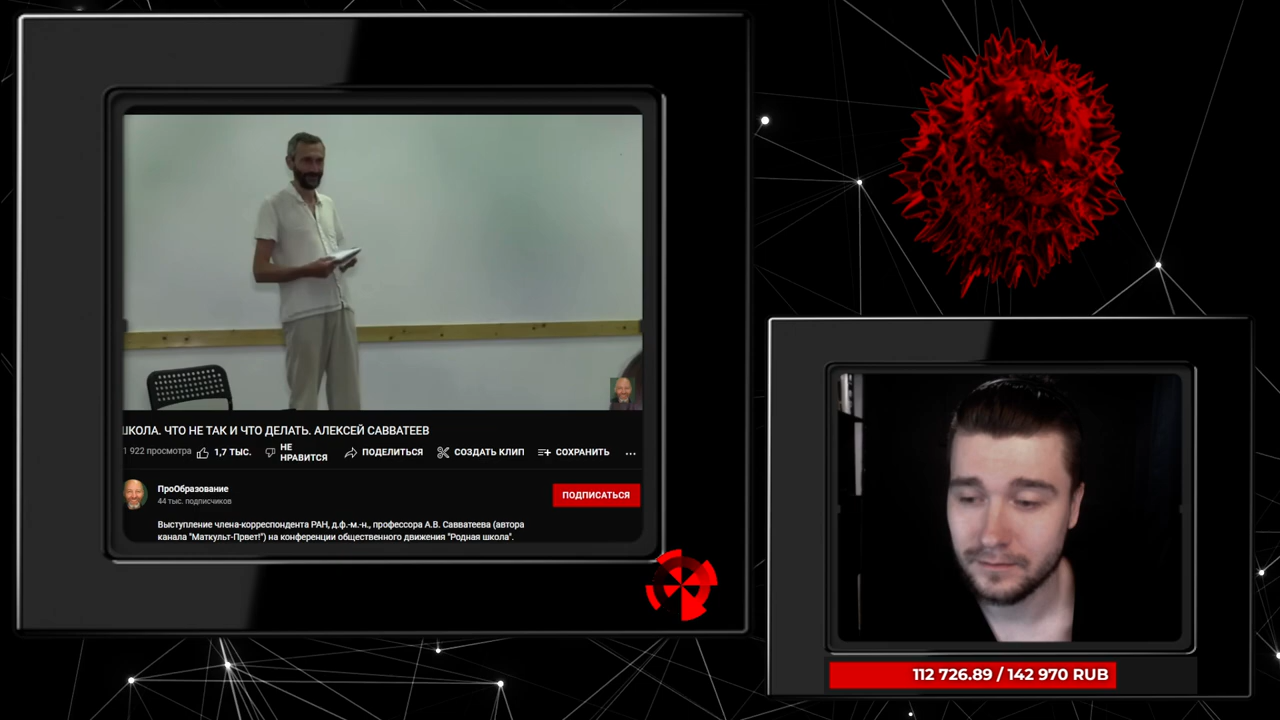 ШКОЛА. ЧТО НЕ ТАК И ЧТО ДЕЛАТЬ. АЛЕКСЕЙ САВВАТЕЕВ
1 922 просмотра 1,7 ТЫС. НЕ НРАВИТСЯ ПОДЕЛИТЬСЯ СОЗДАТЬ КЛИП СОХРАНИТЬ ...
ПроОбразование
44 тыс. подписчиков
ПОДПИСАТЬСЯ
Выступление члена-корреспондента РАН, д.ф.-м.-н., профессора А.В. Савватеева (автора
канала "Маткульт-Првет!") на конференции общественного движения "Родная школа".
112 726.89 / 142 970 RUB